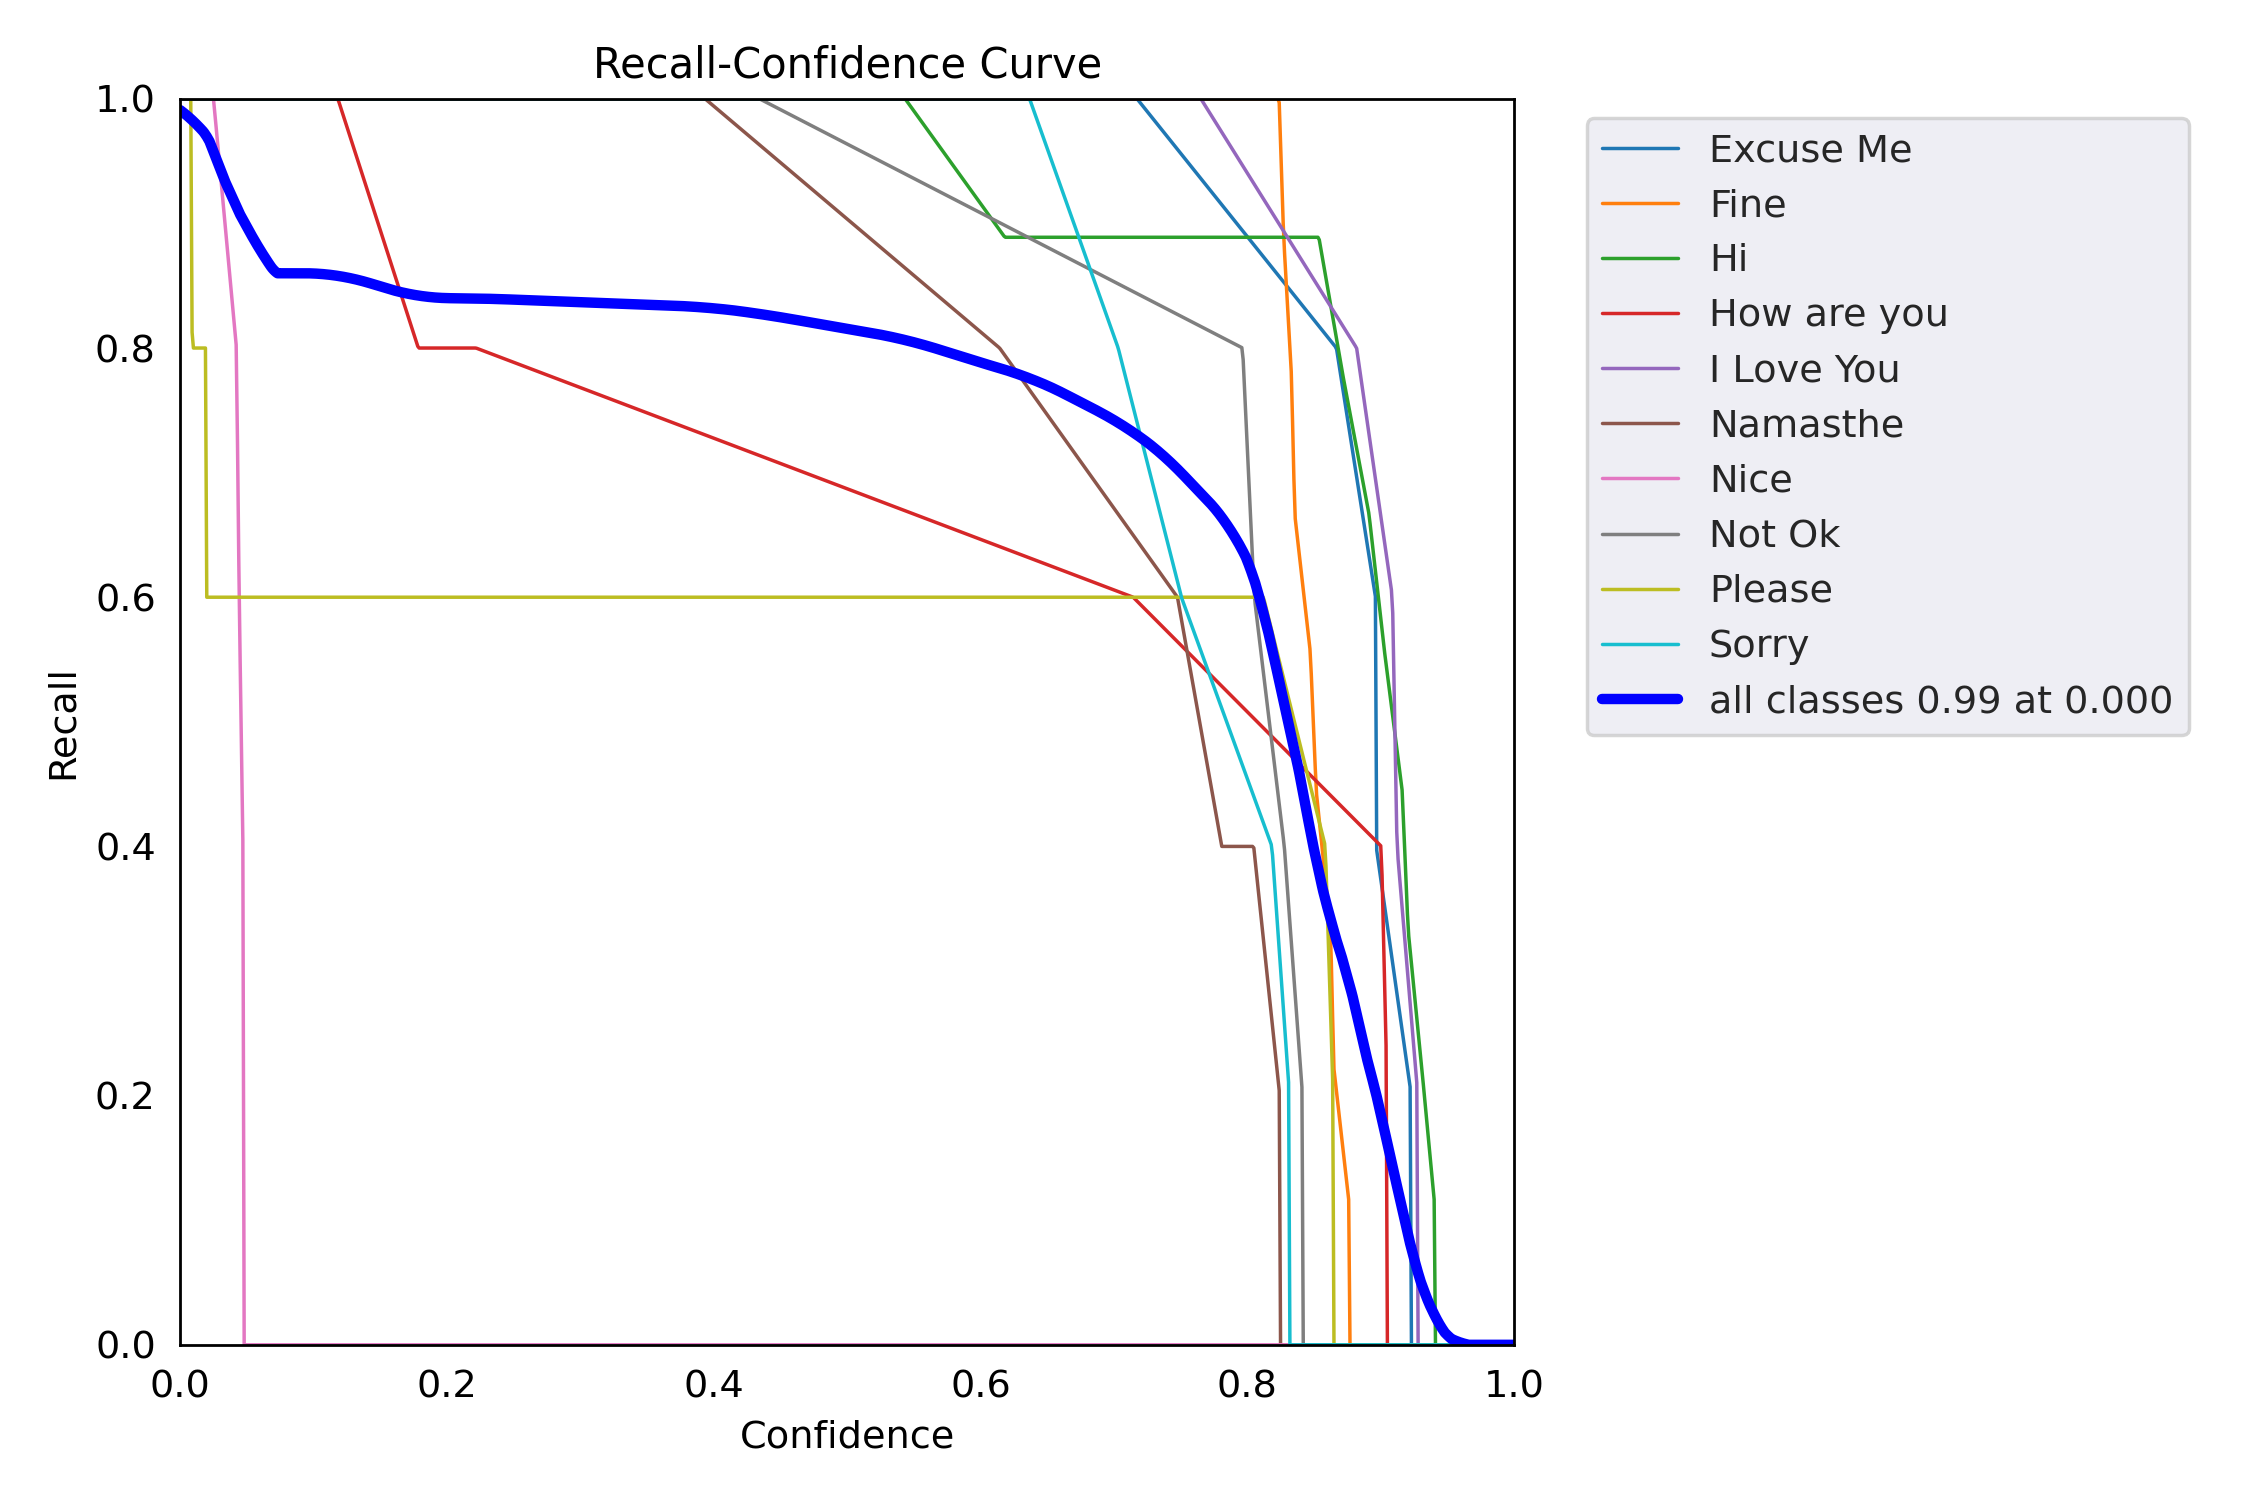 Recall-Confidence Curve
1.0
0.8
0.6
0.4
0.2
0.0
Recall
0.0 0.2 0.4 0.6 0.8 1.0
Confidence
Excuse Me
Fine
Hi
How are you
I Love You
Namasthe
Nice
Not Ok
Please
Sorry
all classes 0.99 at 0.000